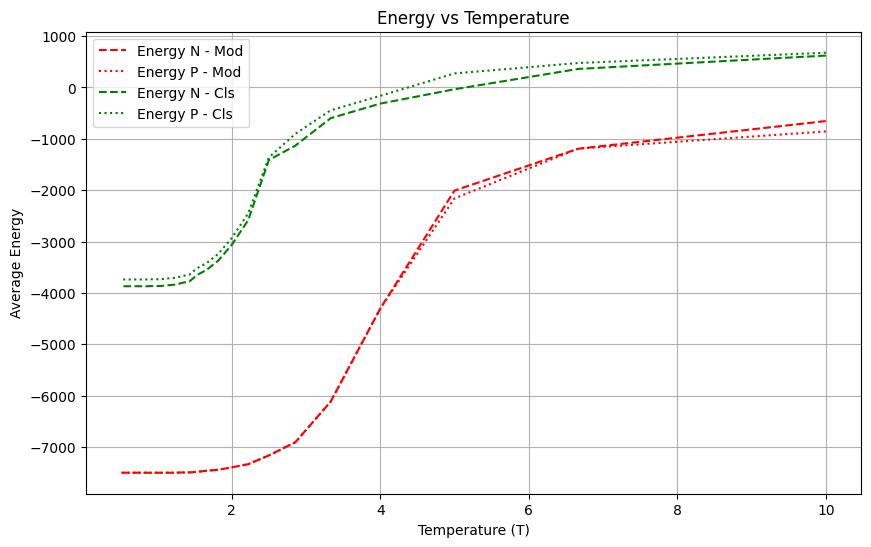 Energy vs Temperature
Energy N - Mod
Energy P - Mod
Energy N - Cls
Energy P - Cls
1000
0
−1000
−2000
−3000
−4000
−5000
−6000
−7000
Average Energy
2
4
6
8
10
Temperature (T)